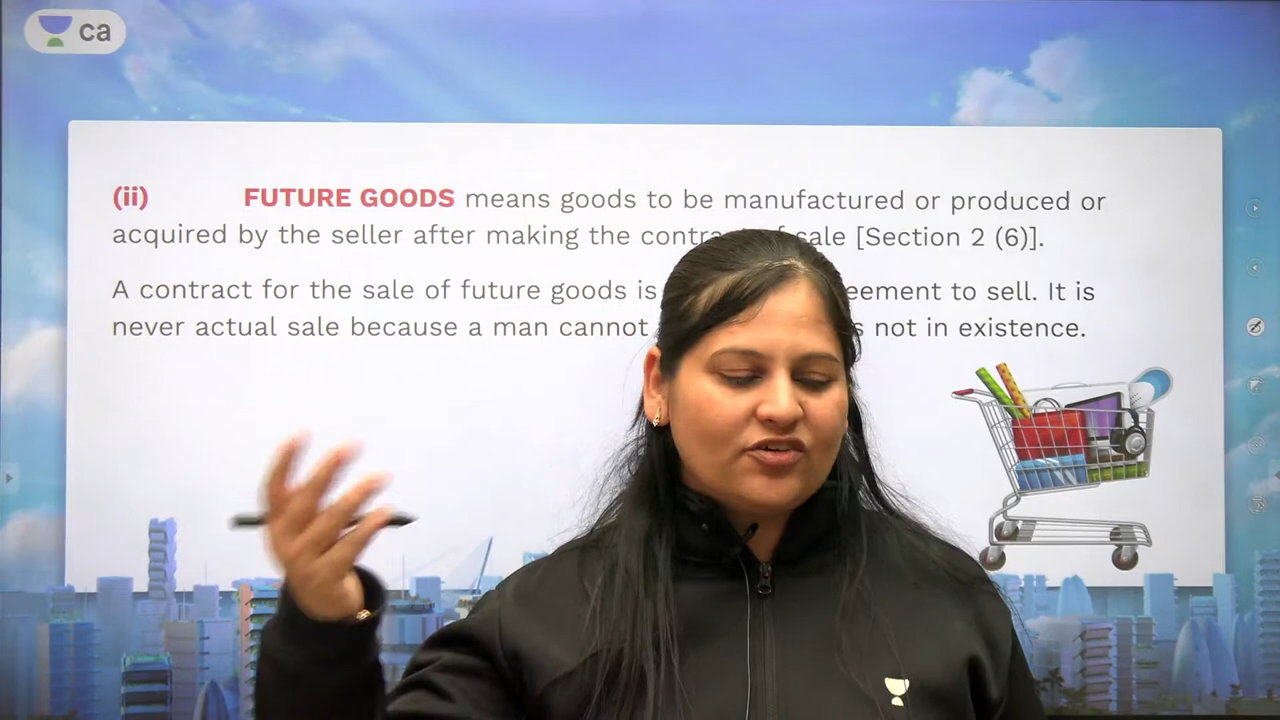 ca
(ii) FUTURE GOODS means goods to be manufactured or produced or
acquired by the seller after making the sale [Section 2 (6)].
A contract for the sale of future goods is to sell. It is
never actual sale because a man cannot not in existence.